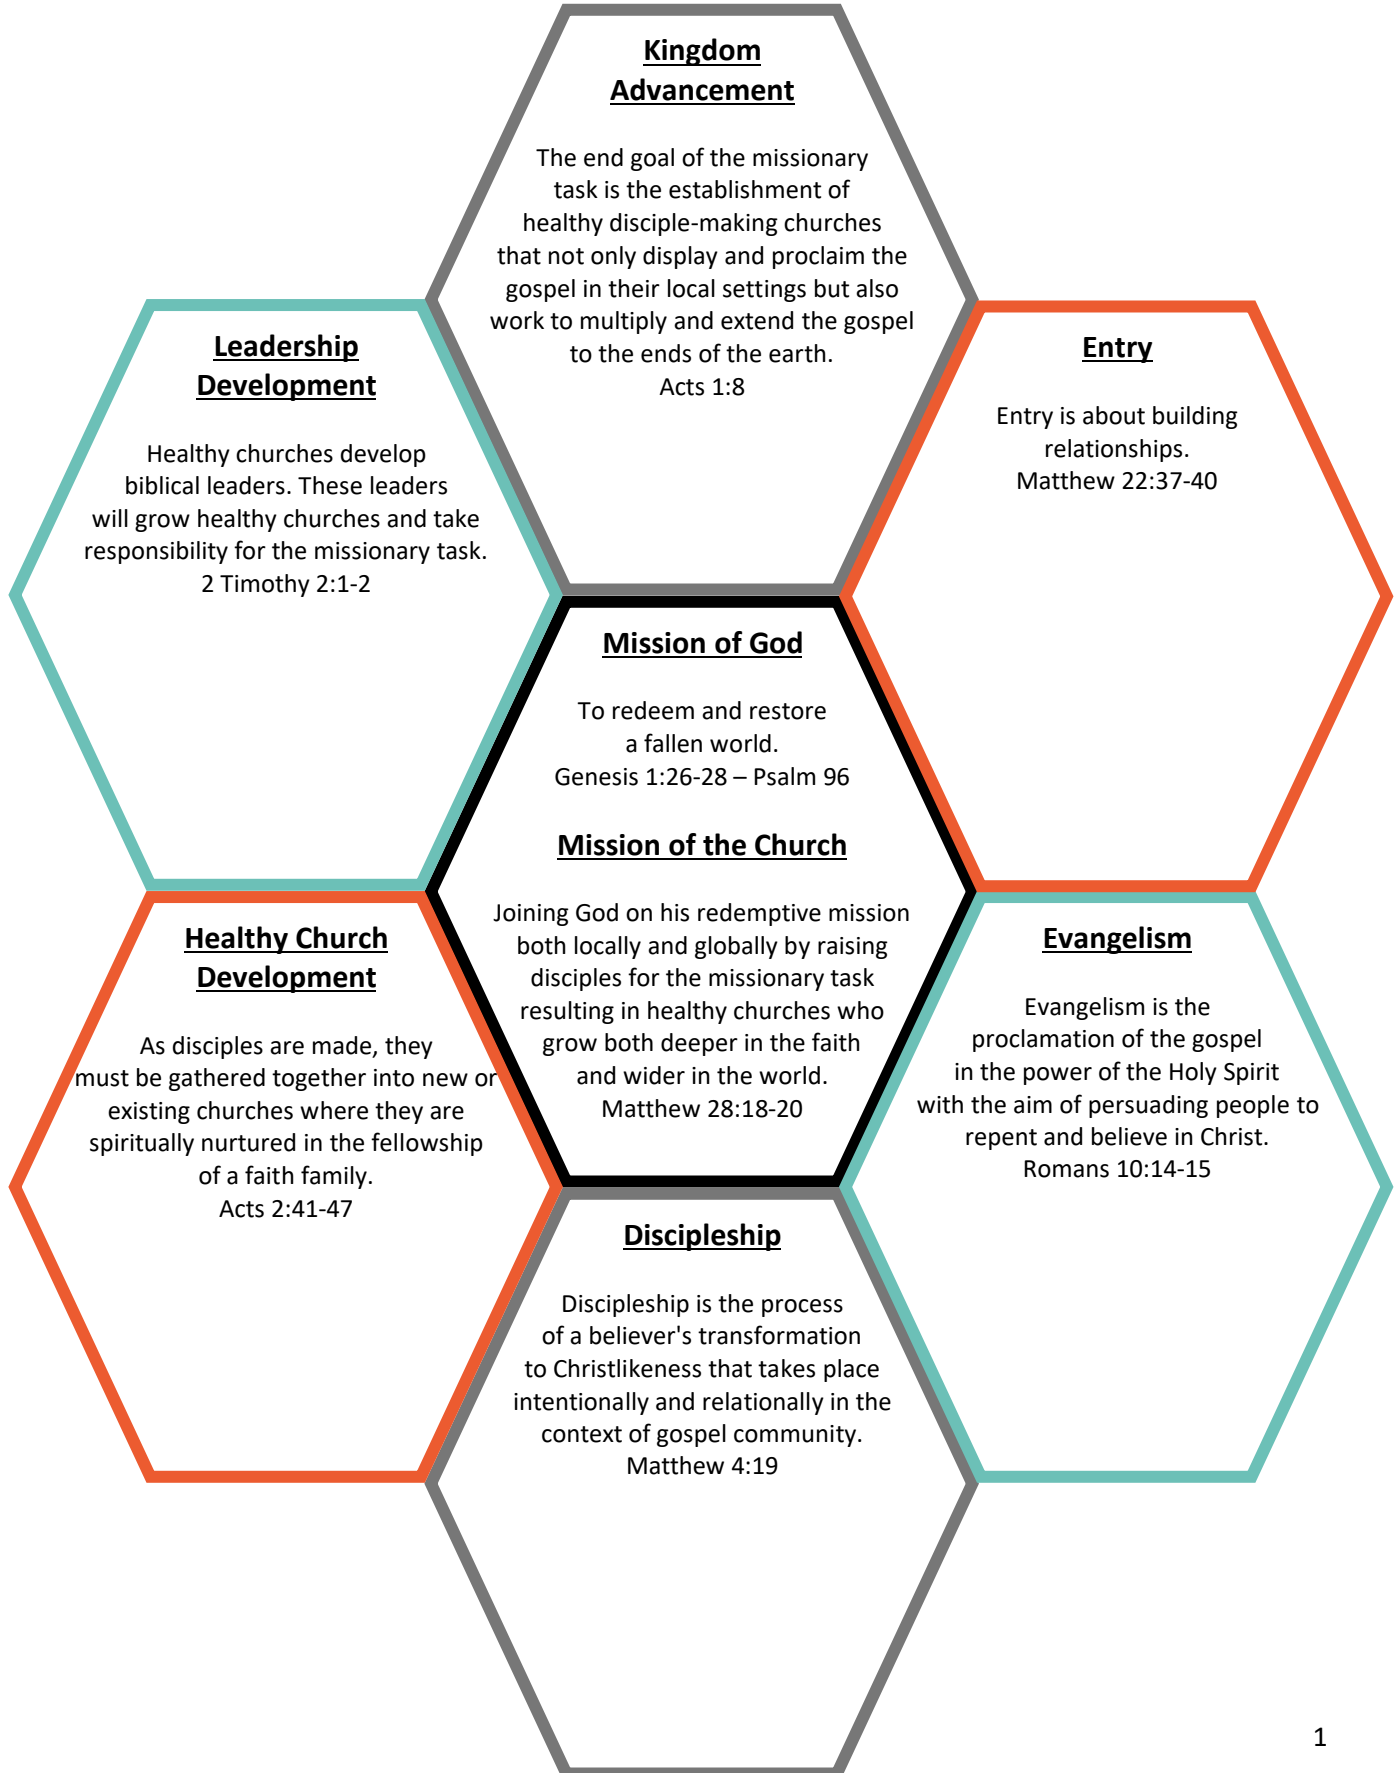 Kingdom
Advancement
The end goal of the missionary
task is the establishment of
healthy disciple-making churches
that not only display and proclaim the
gospel in their local settings but also
work to multiply and extend the gospel
to the ends of the earth.
Acts 1:8
Leadership
Development
Healthy churches develop
biblical leaders. These leaders
will grow healthy churches and take
responsibility for the missionary task.
2 Timothy 2:1-2
Entry
Entry is about building
relationships.
Matthew 22:37-40
Mission of God
To redeem and restore
a fallen world.
Genesis 1:26-28 – Psalm 96
Mission of the Church
Joining God on his redemptive mission
both locally and globally by raising
disciples for the missionary task
resulting in healthy churches who
grow both deeper in the faith
and wider in the world.
Matthew 28:18-20
Healthy Church
Development
As disciples are made, they
must be gathered together into new or
existing churches where they are
spiritually nurtured in the fellowship
of a faith family.
Acts 2:41-47
Evangelism
Evangelism is the
proclamation of the gospel
in the power of the Holy Spirit
with the aim of persuading people to
repent and believe in Christ.
Romans 10:14-15
Discipleship
Discipleship is the process
of a believer's transformation
to Christlikeness that takes place
intentionally and relationally in the
context of gospel community.
Matthew 4:19
1